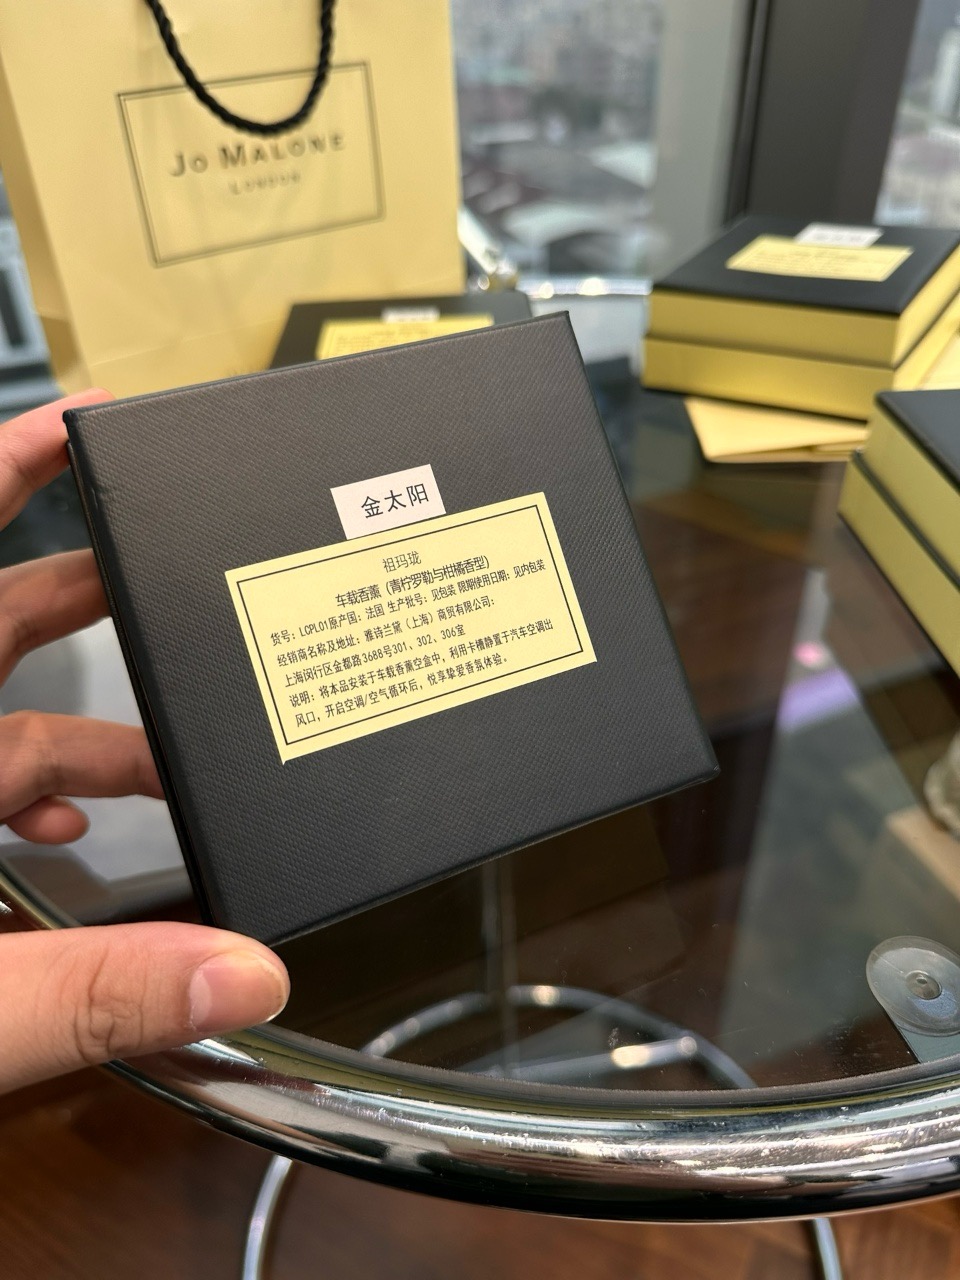 JO MALONE
LONDON
金太阳
祖玛珑
车载香薰（青柠罗勒与柑橘香型）
货号：LCPL01原产国：法国 生产批号：见包装 限期使用日期：见内包装
经销商名称及地址：雅诗兰黛（上海）商贸有限公司：
上海闵行区金都路3688号301、302、306室
说明：将本品安装于车载香薰空盒中，利用卡槽静置于汽车空调出
风口，开启空调/空气循环后，悦享挚爱香氛体验。